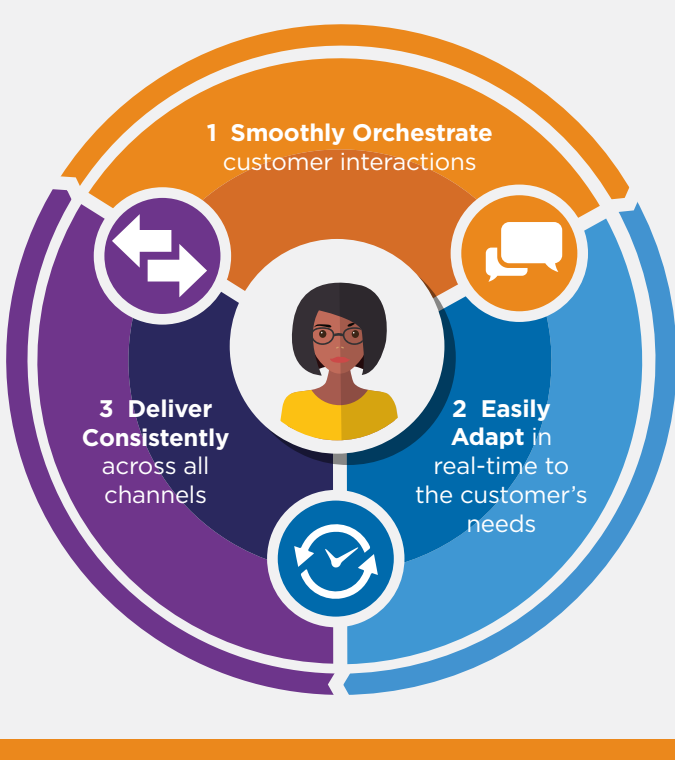 1 Smoothly Orchestrate
customer interactions
2 Easily
Adapt in
real-time to
the customer's
needs
3 Deliver
Consistently
across all
channels